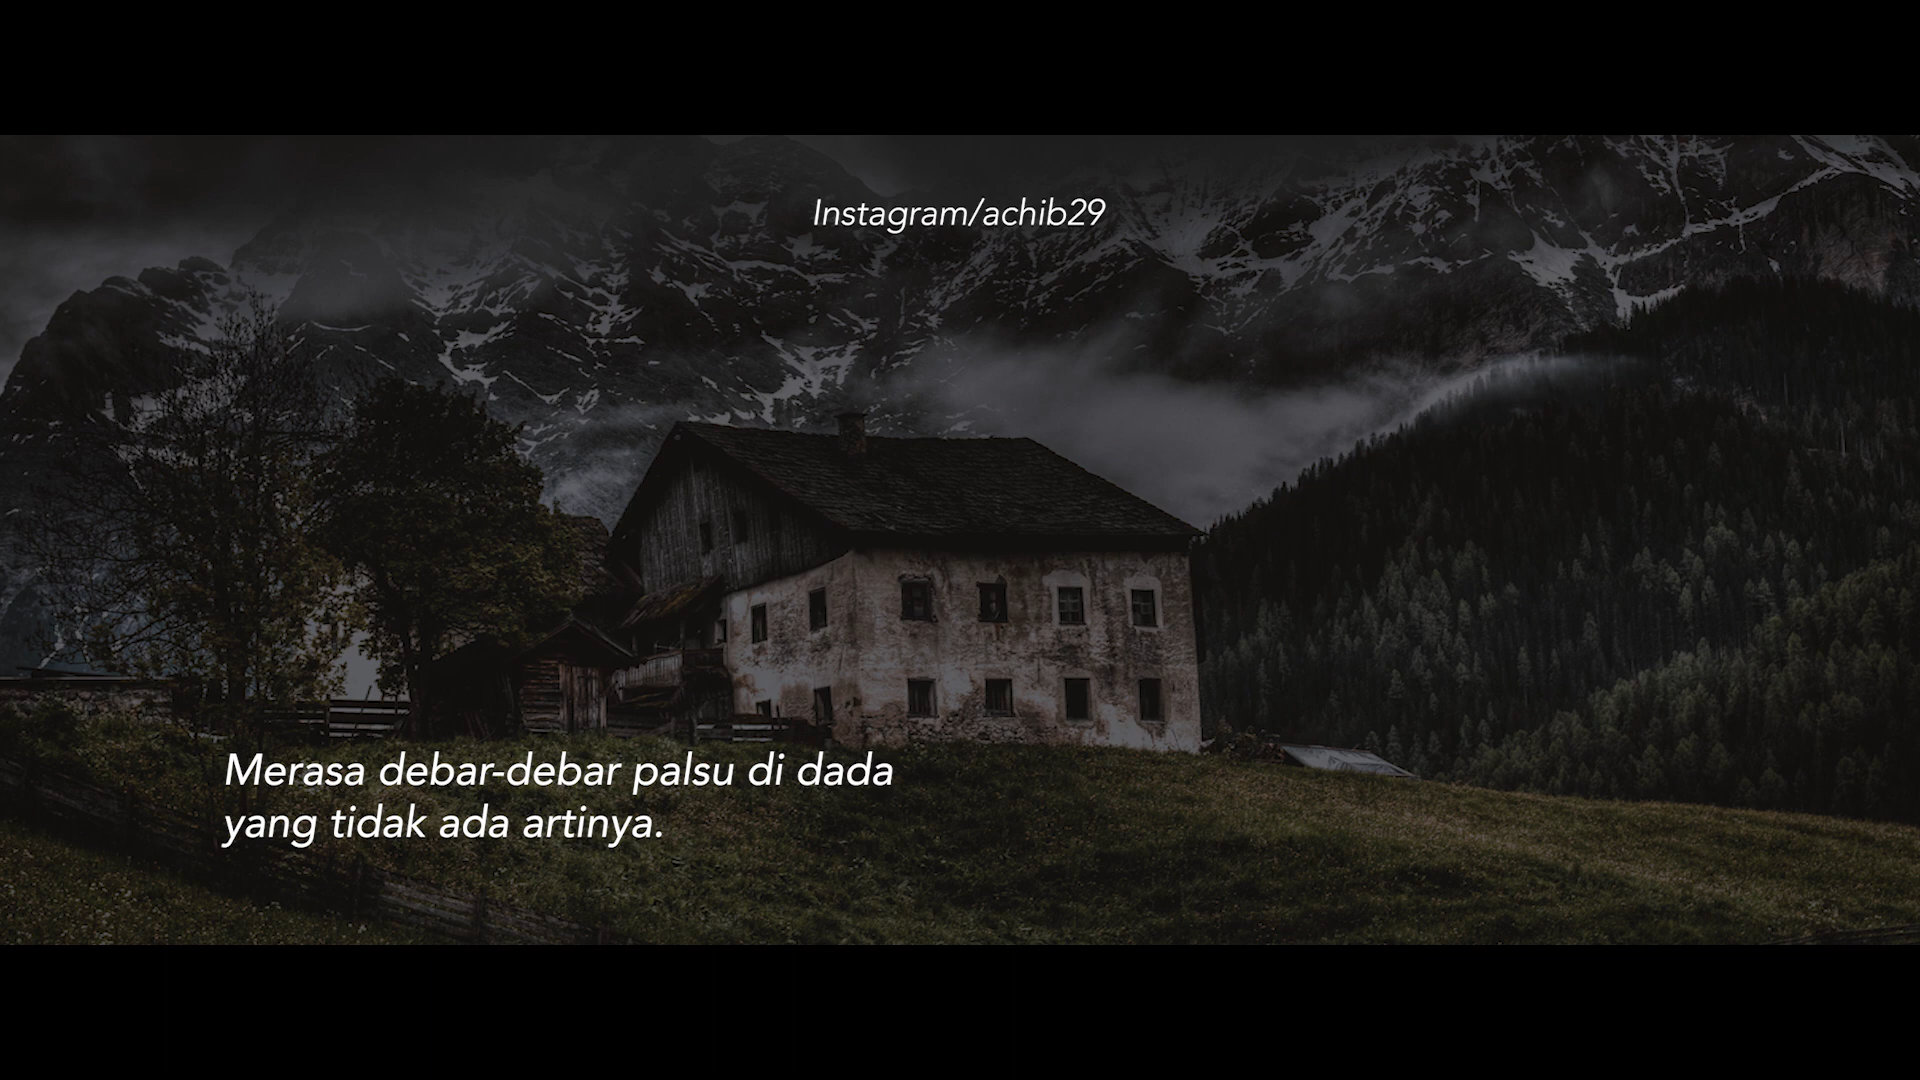 Instagram/achib29
Merasa debar-debar palsu di dada
yang tidak ada artinya.